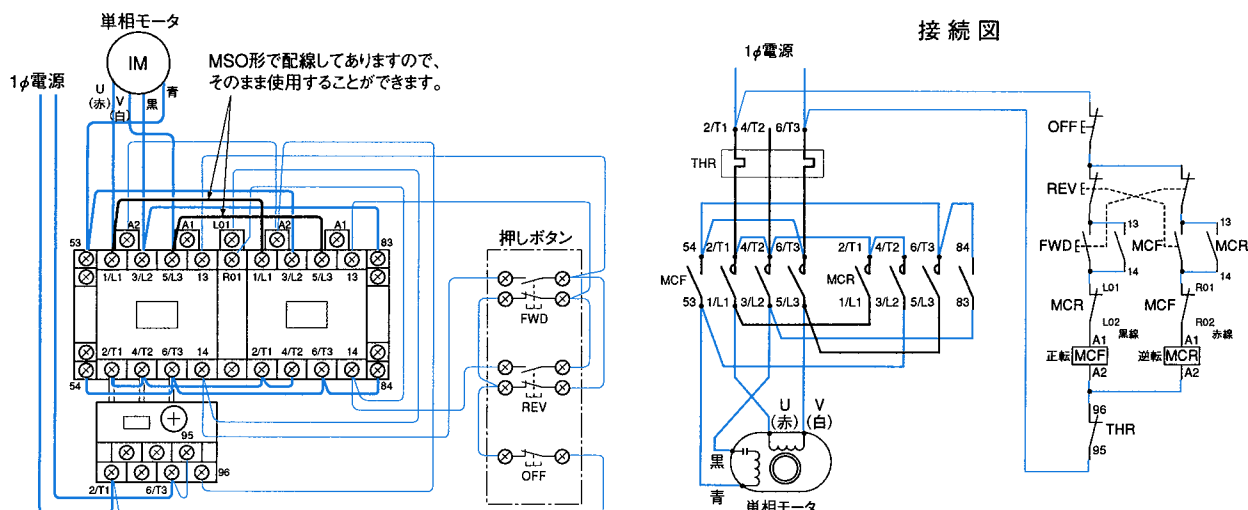 単相モータ
IM
1φ電源
MSO形で配線してありますので、
そのまま使用することができます。
U
(赤)
V
(白)
黒
青
53
A2
A1
L01
A2
A1
83
1/L1
3/L2
5/L3
13
R01
1/L1
3/L2
5/L3
13
2/T1
4/T2
6/T3
14
2/T1
4/T2
6/T3
14
54
84
95
96
2/T1
6/T3
押しボタン
FWD
REV
OFF
接続図
1φ電源
2/T1
4/T2
6/T3
THR
54
2/T1
4/T2
6/T3
2/T1
4/T2
6/T3
84
MCF
MCR
53
1/L1
3/L2
5/L3
1/L1
3/L2
5/L3
83
U
(赤)
V
(白)
黒
青
単相モータ
OFF
REV
FWD
13
14
MCF
13
MCR
14
MCR
L01
L02
黒線
MCF
R01
R02
赤線
正転
MCF
A1
A2
逆転
MCR
A1
A2
96
THR
95